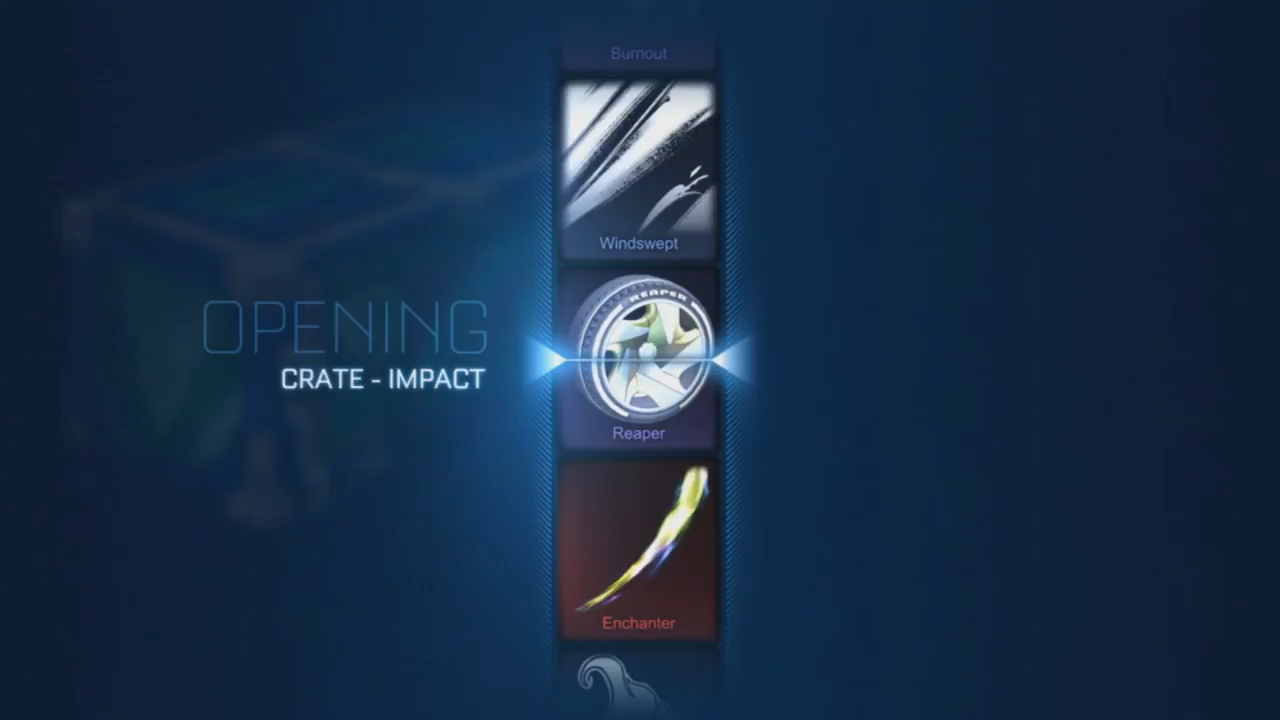 Burnout
Windswept
OPENING
CRATE - IMPACT
REAPER
Reaper
Enchanter